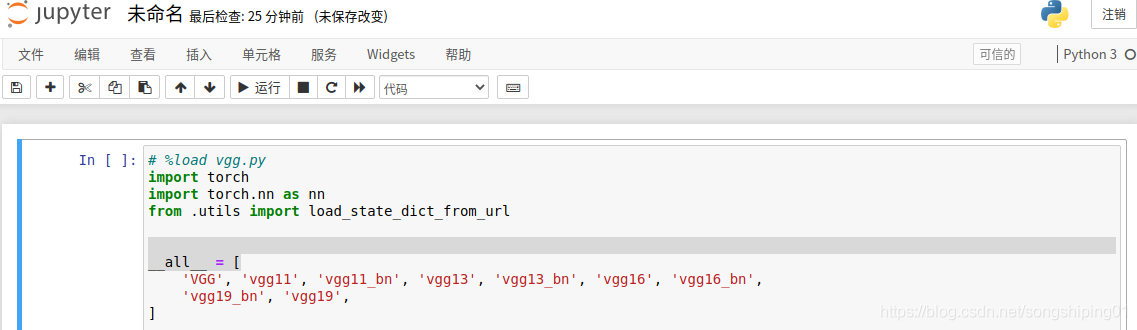 jupyter 未命名 最后检查: 25 分钟前 (未保存改变) 注销
文件 编辑 查看 插入 单元格 服务 Widgets 帮助 可信的 Python 3
运行 代码
In [ ]: # %load vgg.py
import torch
import torch.nn as nn
from .utils import load_state_dict_from_url
__all__ = [
'VGG', 'vgg11', 'vgg11_bn', 'vgg13', 'vgg13_bn', 'vgg16', 'vgg16_bn',
'vgg19_bn', 'vgg19',
]
https://blog.csdn.net/songshiping01